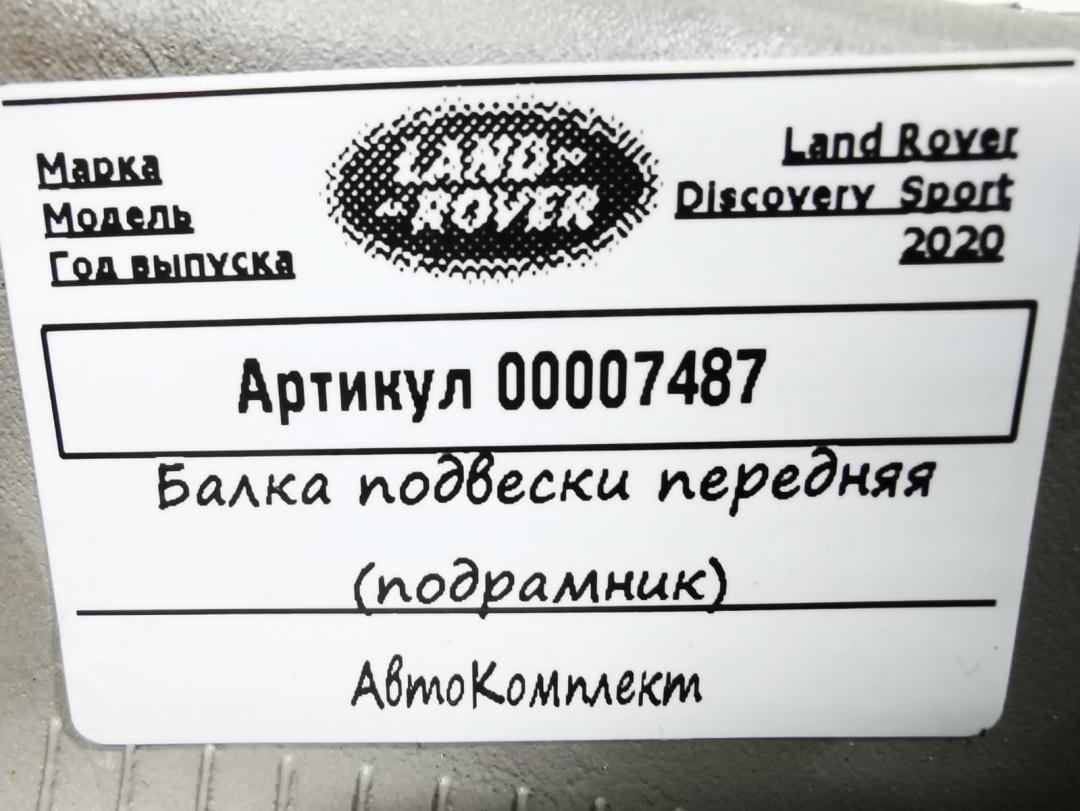 Марка
Модель
Год выпуска
LAND-
-ROVER
Land Rover
Discovery Sport
2020
Артикул 00007487
Балка подвески передняя
(подрамник)
АвтоКомплект